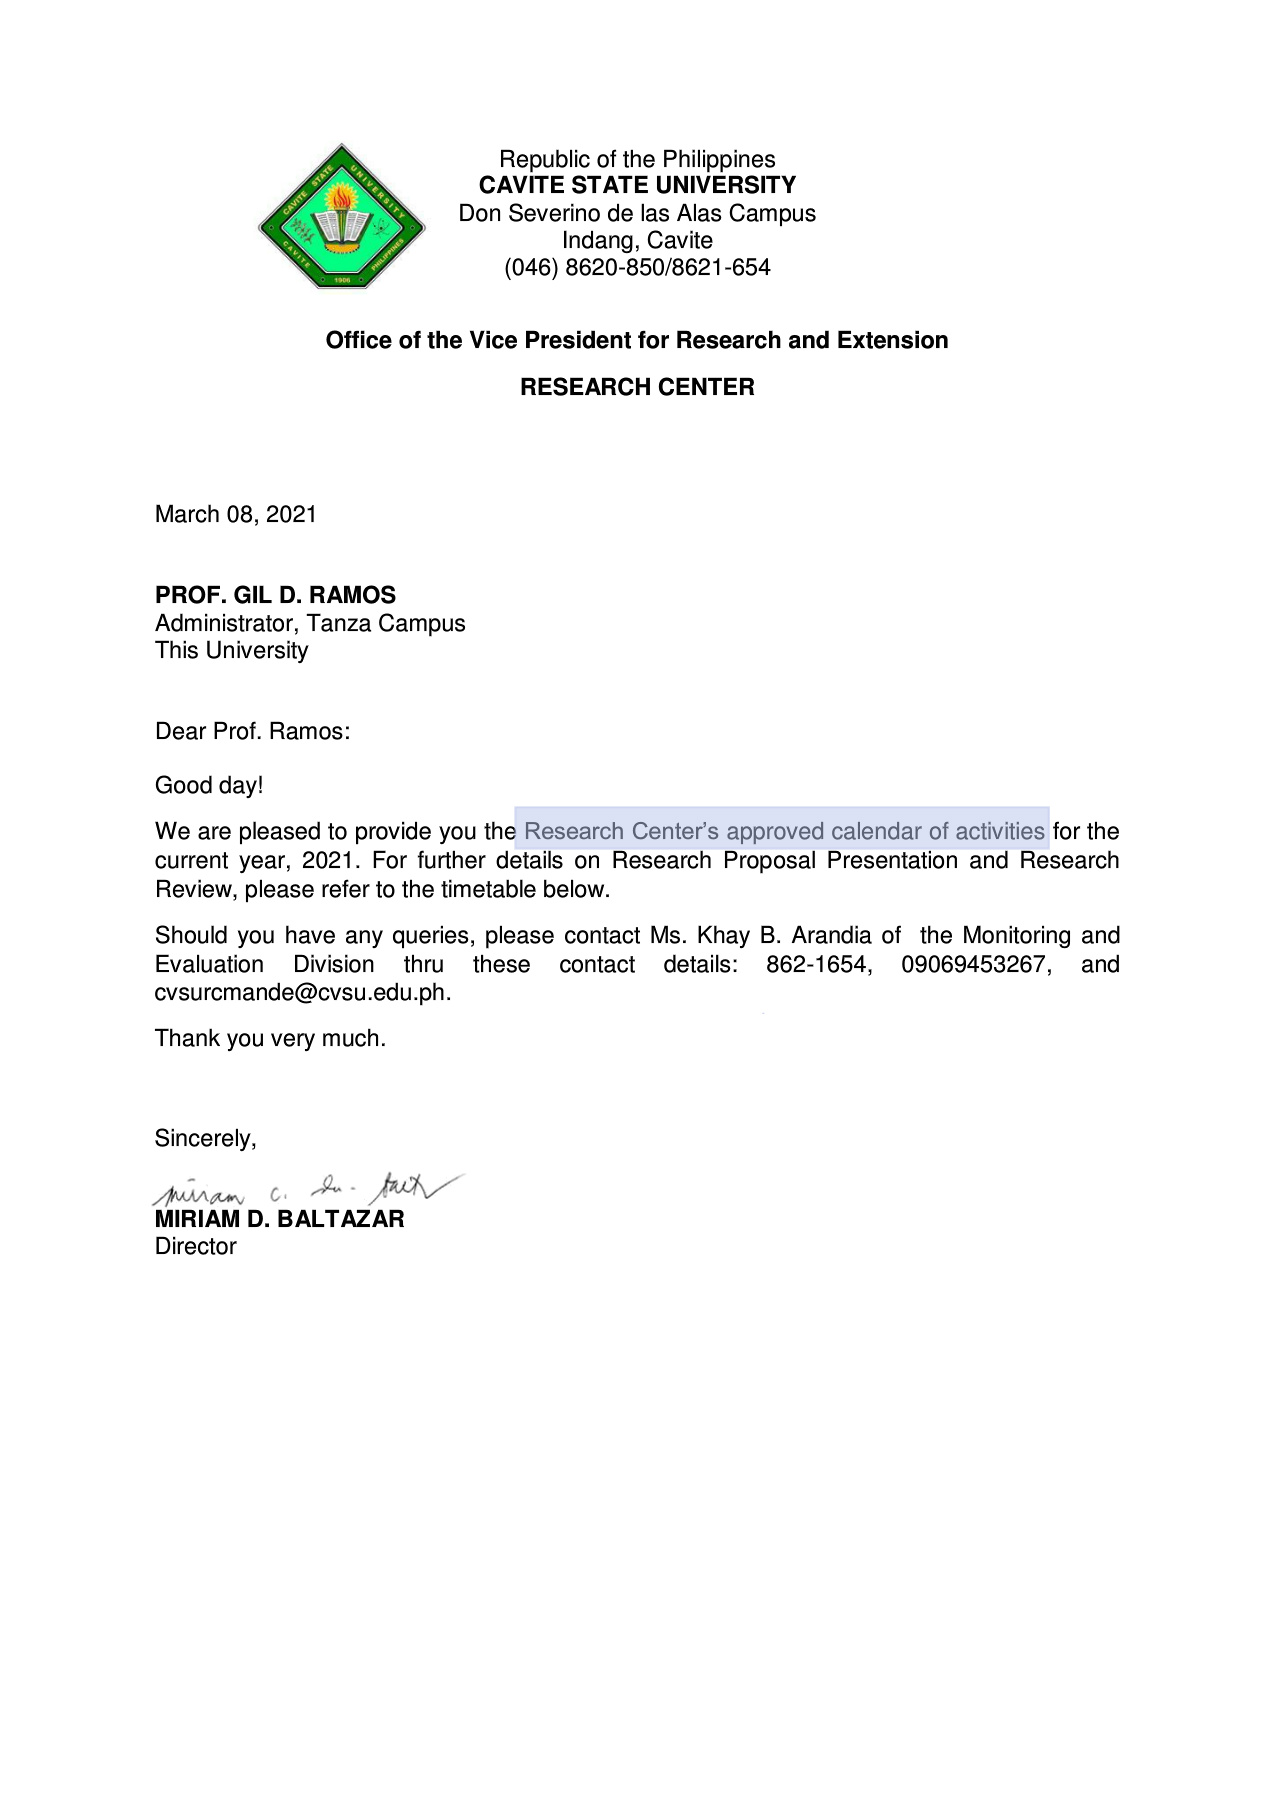 CAVITE STATE UNIVERSITY
CAVITE PHILIPPINES
1906
Republic of the Philippines
CAVITE STATE UNIVERSITY
Don Severino de las Alas Campus
Indang, Cavite
(046) 8620-850/8621-654
Office of the Vice President for Research and Extension
RESEARCH CENTER
March 08, 2021
PROF. GIL D. RAMOS
Administrator, Tanza Campus
This University
Dear Prof. Ramos:
Good day!
We are pleased to provide you the Research Center’s approved calendar of activities for the
current year, 2021. For further details on Research Proposal Presentation and Research
Review, please refer to the timetable below.
Should you have any queries, please contact Ms. Khay B. Arandia of the Monitoring and
Evaluation Division thru these contact details: 862-1654, 09069453267, and
cvsurcmande@cvsu.edu.ph.
Thank you very much.
Sincerely,
MIRIAM D. BALTAZAR
Director